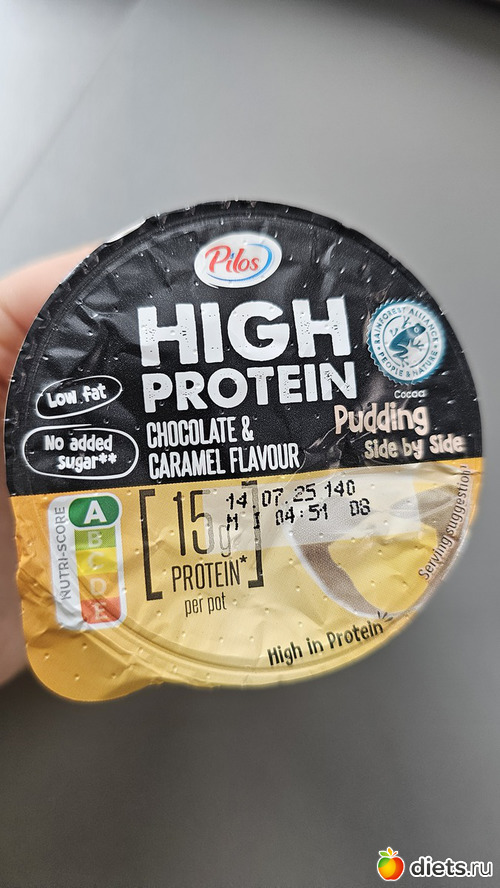 Pilos
HIGH
PROTEIN
CHOCOLATE &
CARAMEL FLAVOUR
Low fat
No added
sugar**
RAINFOREST ALLIANCE
PEOPLE & NATURE
Cocoa
Pudding
Side by Side
NUTRI-SCORE
A
B
C
D
E
15g
PROTEIN*
per pot
14.07.25 140
M I 04:51 08
Serving suggestion
High in Protein
diets.ru